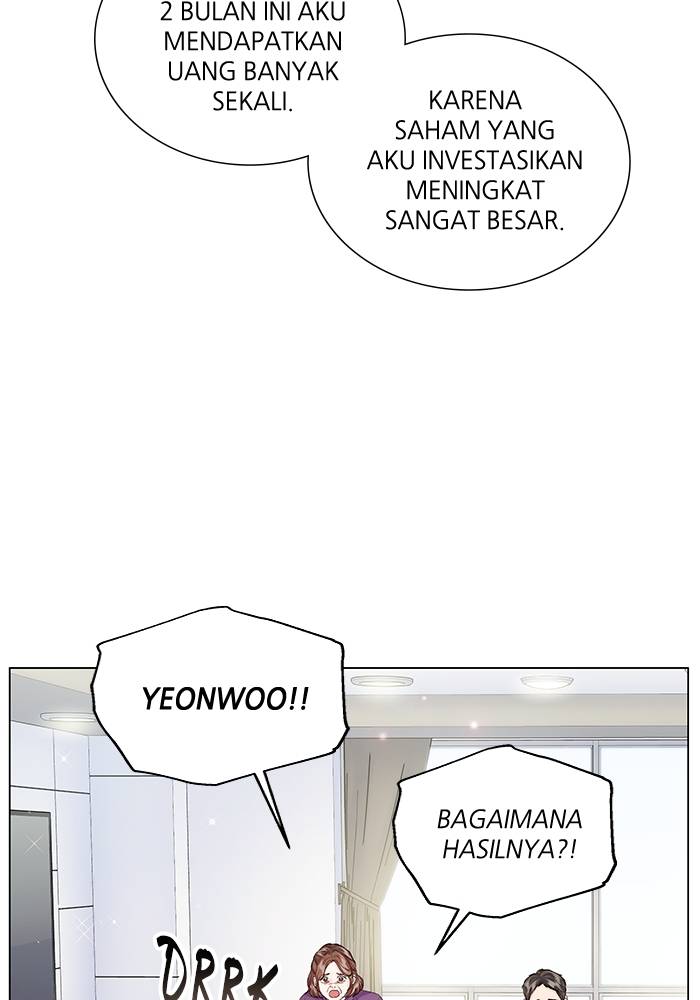 2 BULAN INI AKU
MENDAPATKAN
UANG BANYAK
SEKALI.
KARENA
SAHAM YANG
AKU INVESTASIKAN
MENINGKAT
SANGAT BESAR.
YEONWOO!!
BAGAIMANA
HASILNYA?!
DRRK